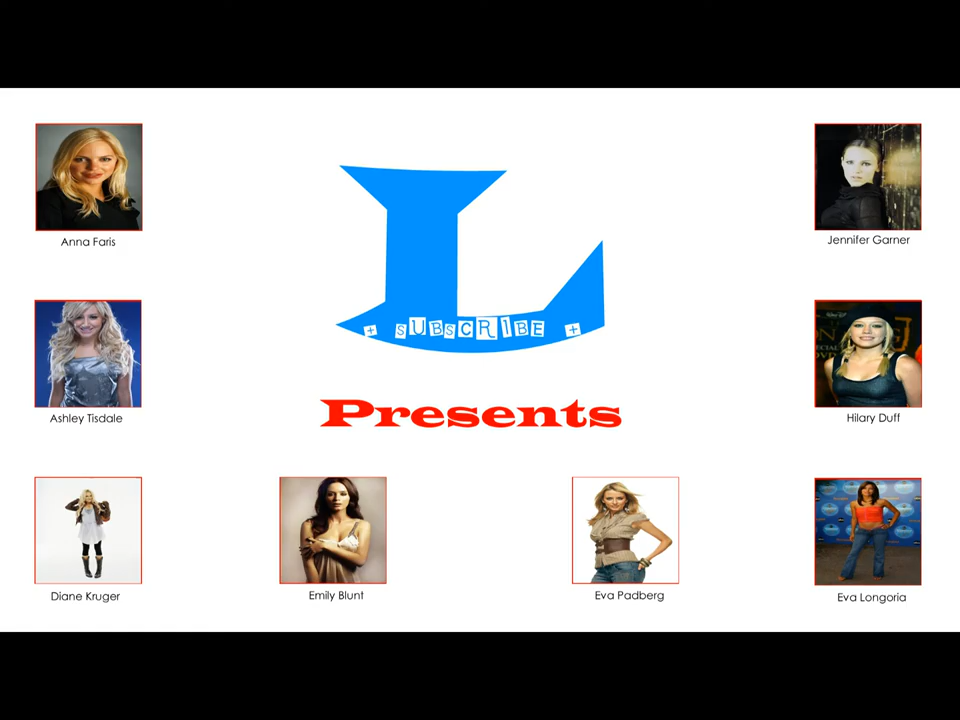 Anna Faris
Jennifer Garner
L
+ SUBSCRIBE +
Ashley Tisdale
Hilary Duff
Presents
Diane Kruger
Emily Blunt
Eva Padberg
Eva Longoria